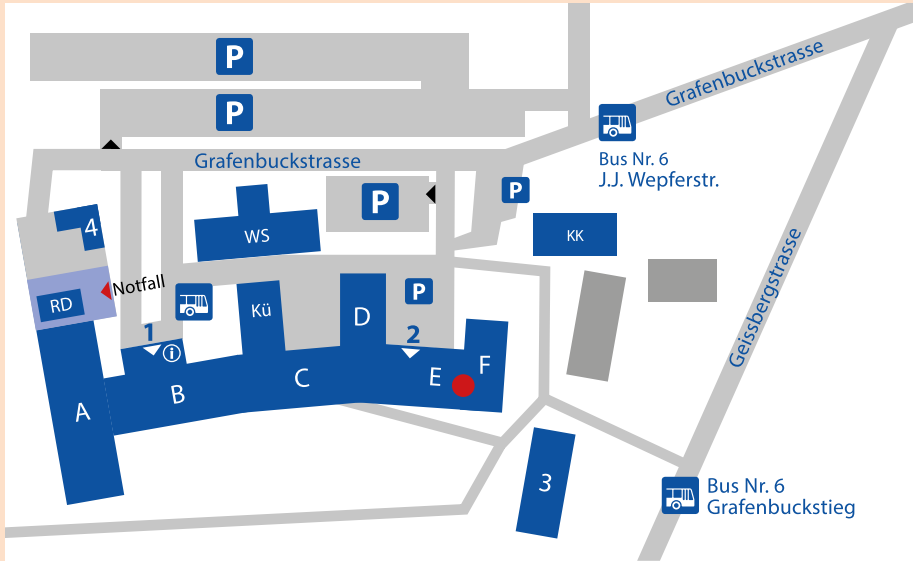 P
P
Grafenbuckstrasse
Grafenbuckstrasse
Bus Nr. 6
J.J. Wepferstr.
P
P
4
WS
KK
Notfall
RD
Kü
D
P
1
i
2
Geissbergstrasse
A
B
C
E
F
3
Bus Nr. 6
Grafenbuckstieg